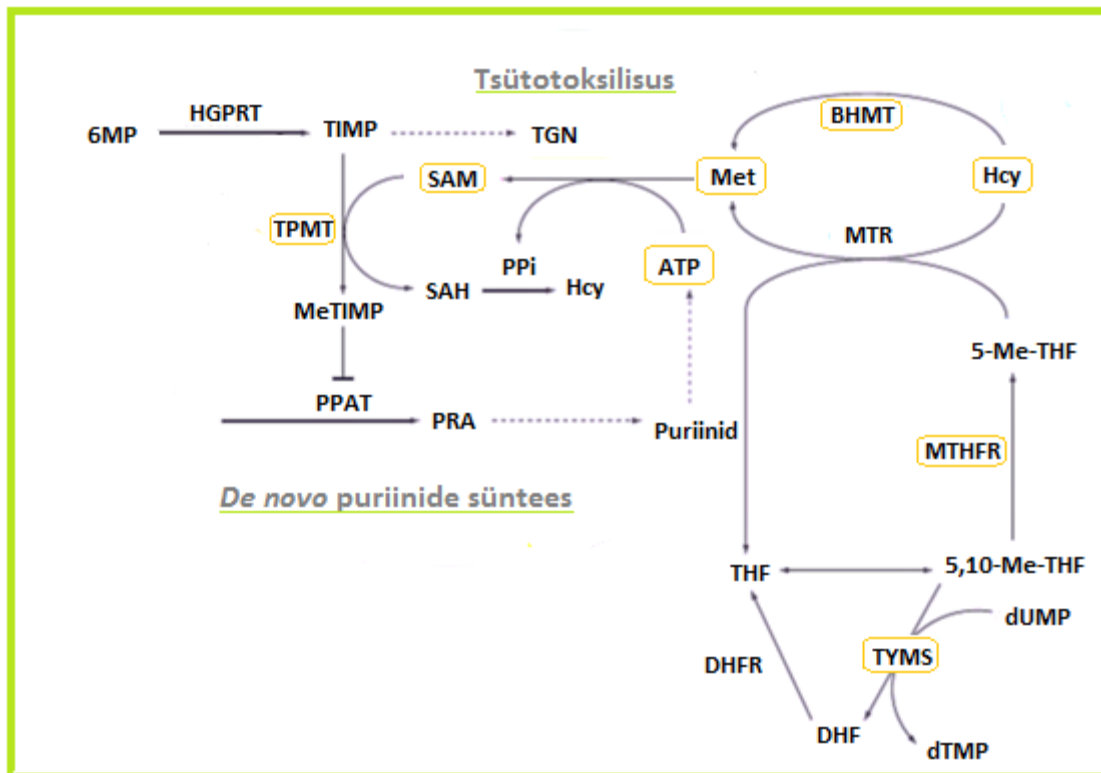 Tsütotoksilisus
HGPRT
BHMT
6MP
TIMP
TGN
SAM
Met
Hcy
TPMT
MTR
PPi
ATP
SAH
Hcy
MeTIMP
5-Me-THF
PPAT
PRA
Puriinid
MTHFR
De novo puriinide süntees
THF
5,10-Me-THF
dUMP
DHFR
TYMS
DHF
dTMP